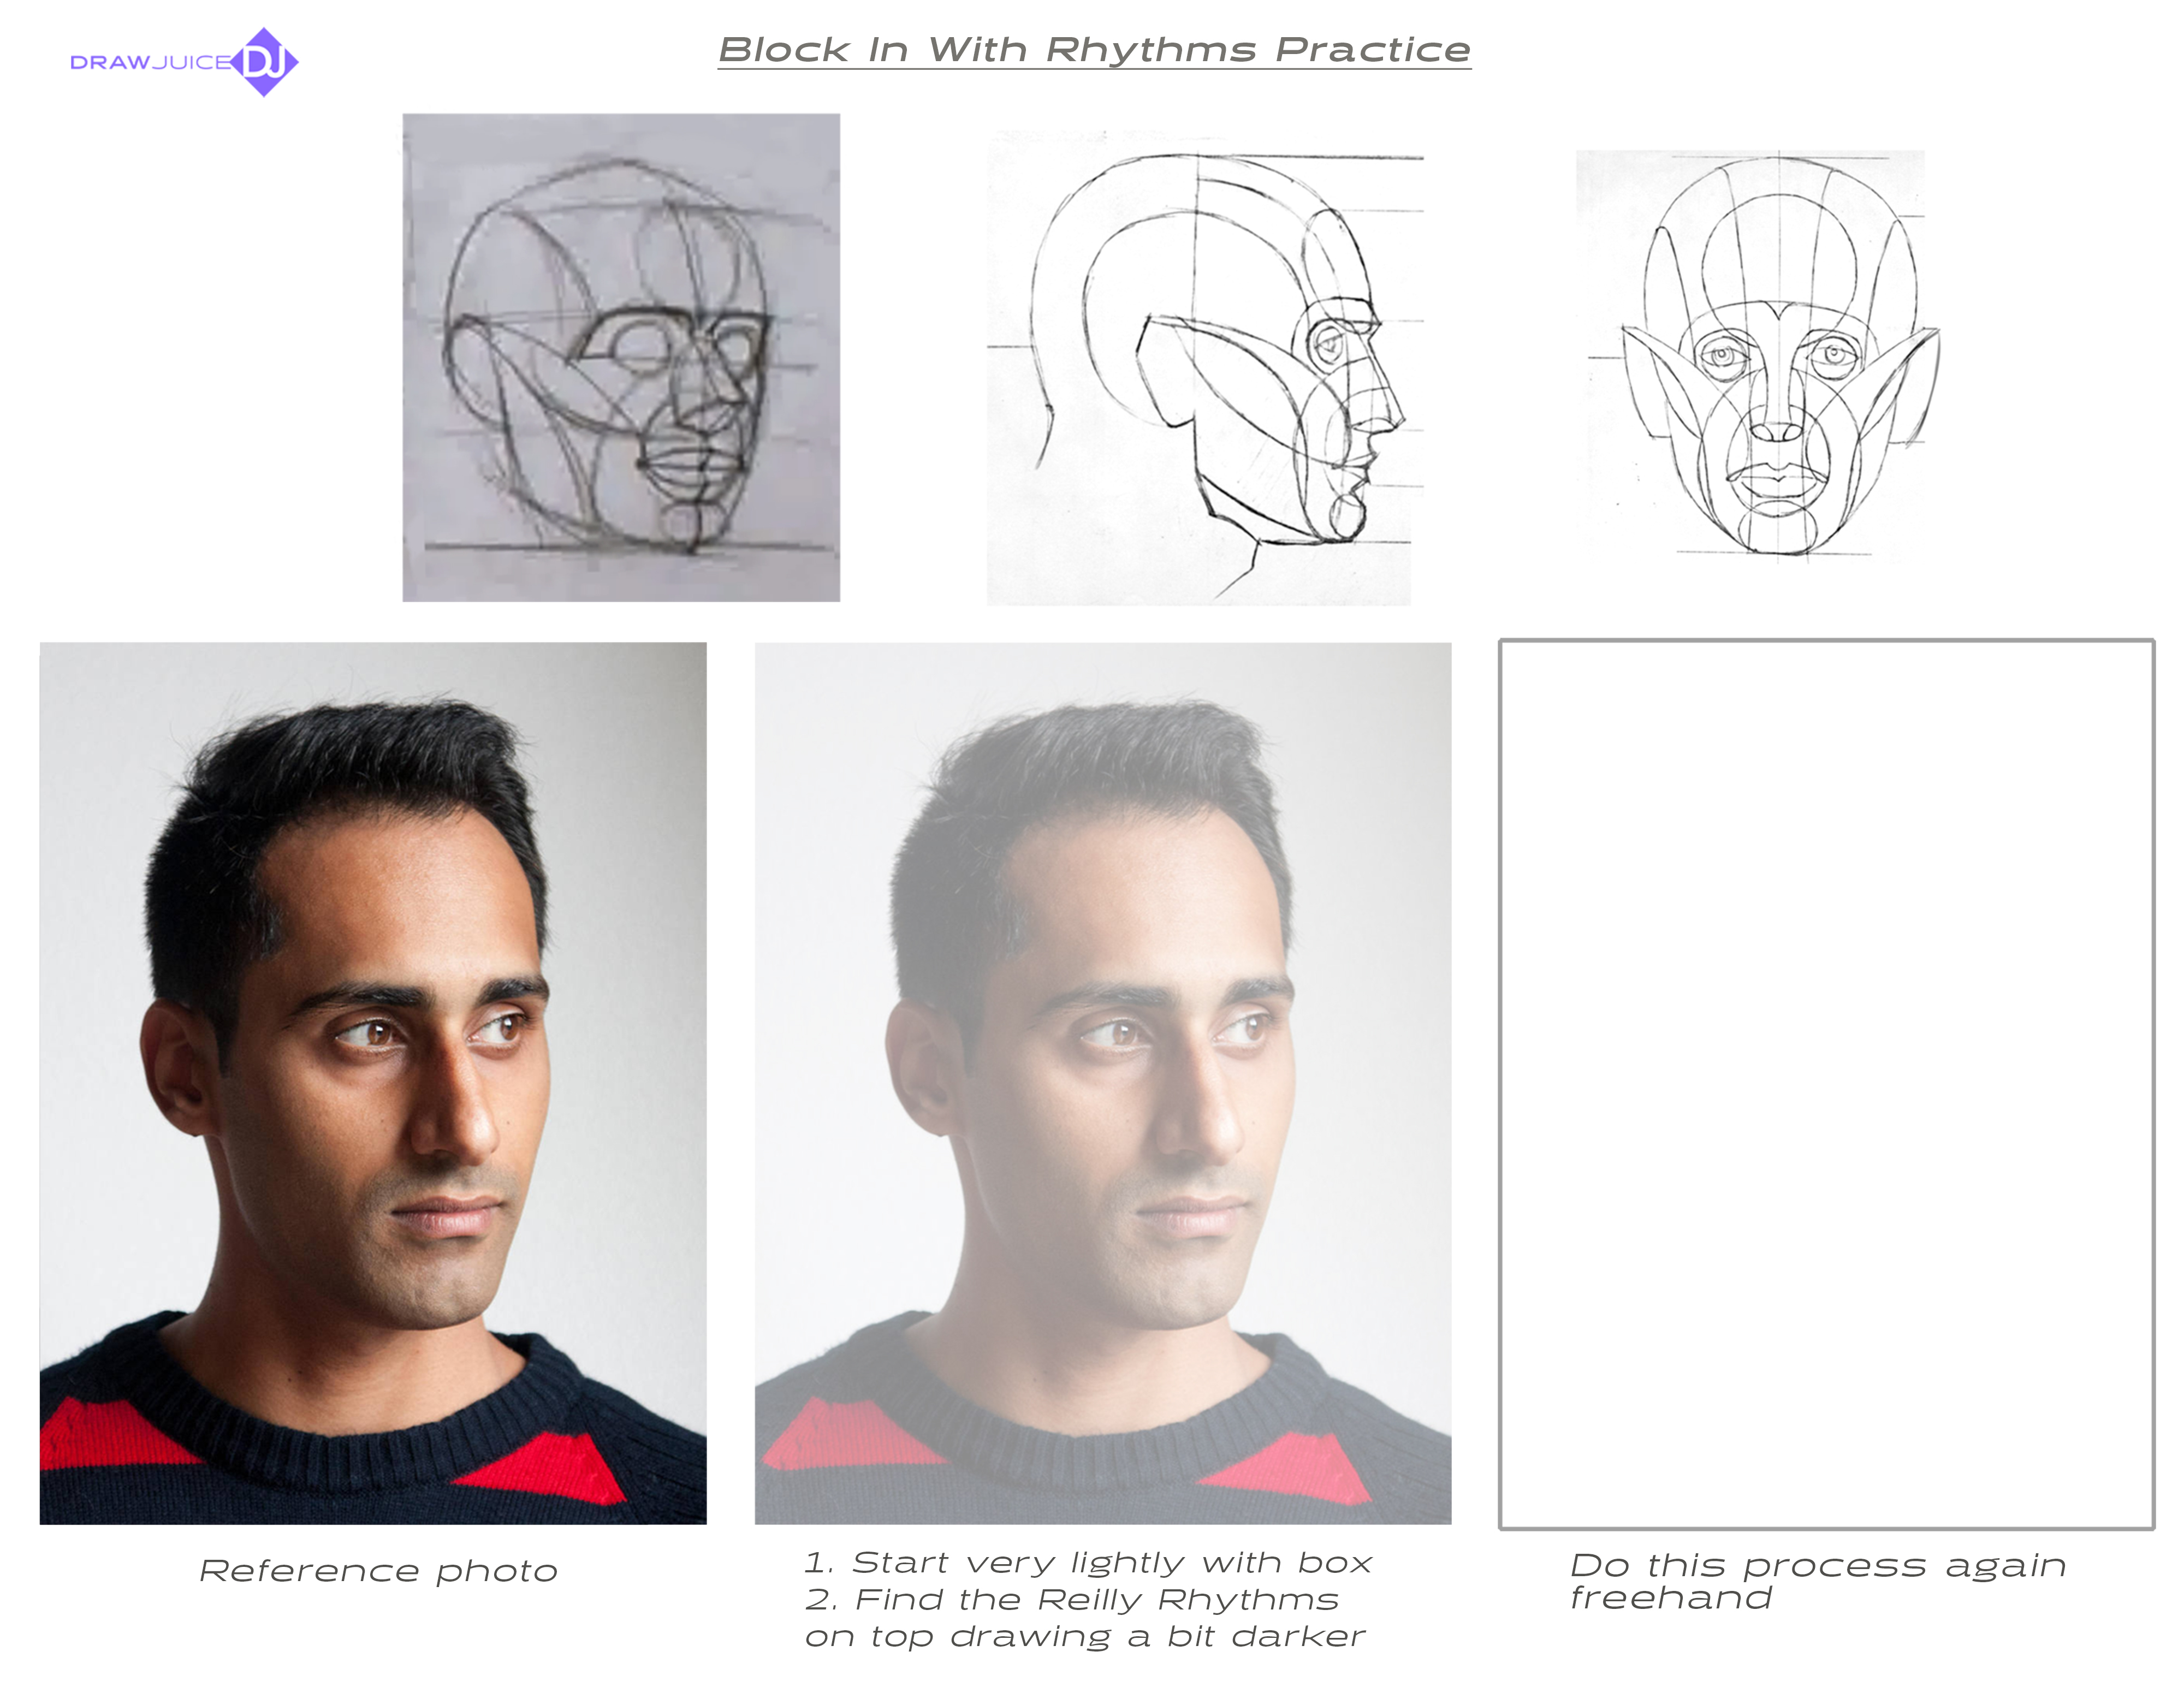 DRAWJUICE DJ
Block In With Rhythms Practice
Reference photo
1. Start very lightly with box
2. Find the Reilly Rhythms
on top drawing a bit darker
Do this process again
freehand